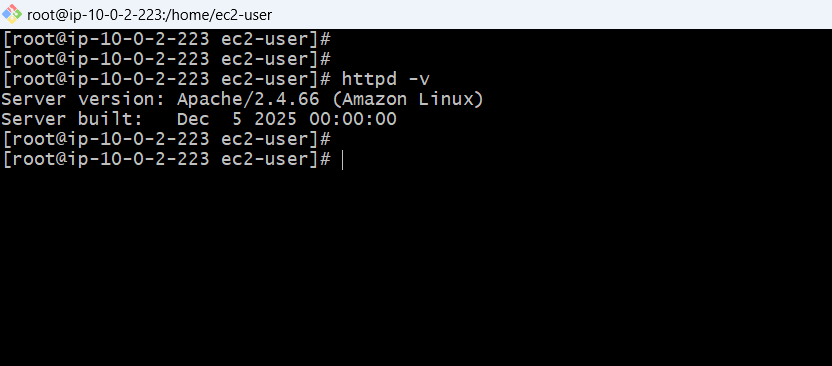 root@ip-10-0-2-223:/home/ec2-user
[root@ip-10-0-2-223 ec2-user]#
[root@ip-10-0-2-223 ec2-user]#
[root@ip-10-0-2-223 ec2-user]# httpd -v
Server version: Apache/2.4.66 (Amazon Linux)
Server built:   Dec  5 2025 00:00:00
[root@ip-10-0-2-223 ec2-user]#
[root@ip-10-0-2-223 ec2-user]#